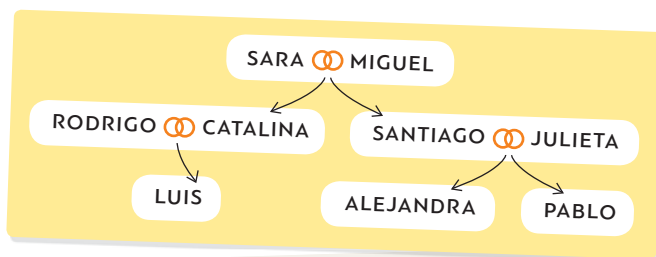 SARA MIGUEL
RODRIGO CATALINA
SANTIAGO JULIETA
LUIS
ALEJANDRA
PABLO